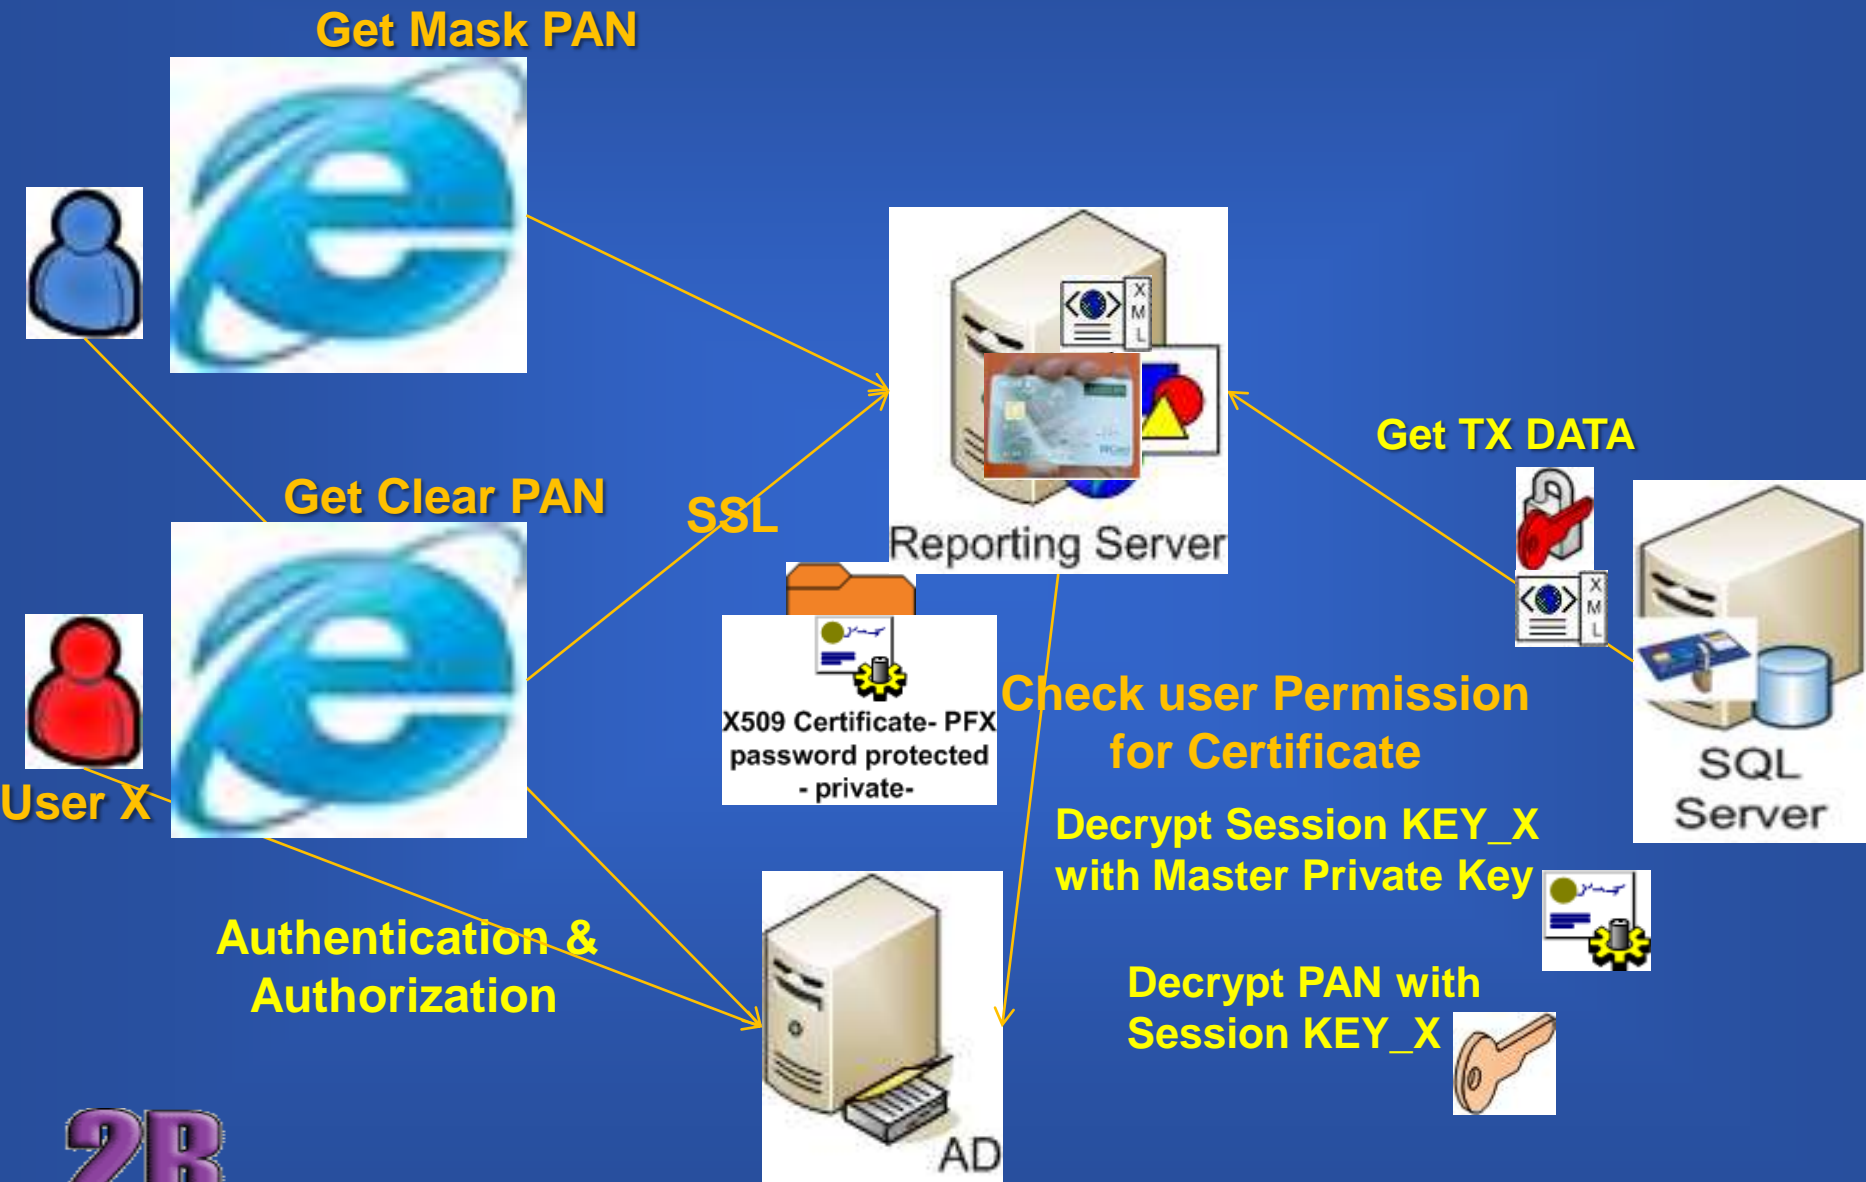 Get Mask PAN
X
M
L
Get TX DATA
Get Clear PAN
SSL
Reporting Server
X
M
L
X509 Certificate- PFX
password protected
- private-
Check user Permission
for Certificate
SQL
Server
User X
Decrypt Session KEY_X
with Master Private Key
Authentication &
Authorization
Decrypt PAN with
Session KEY_X
AD
2B